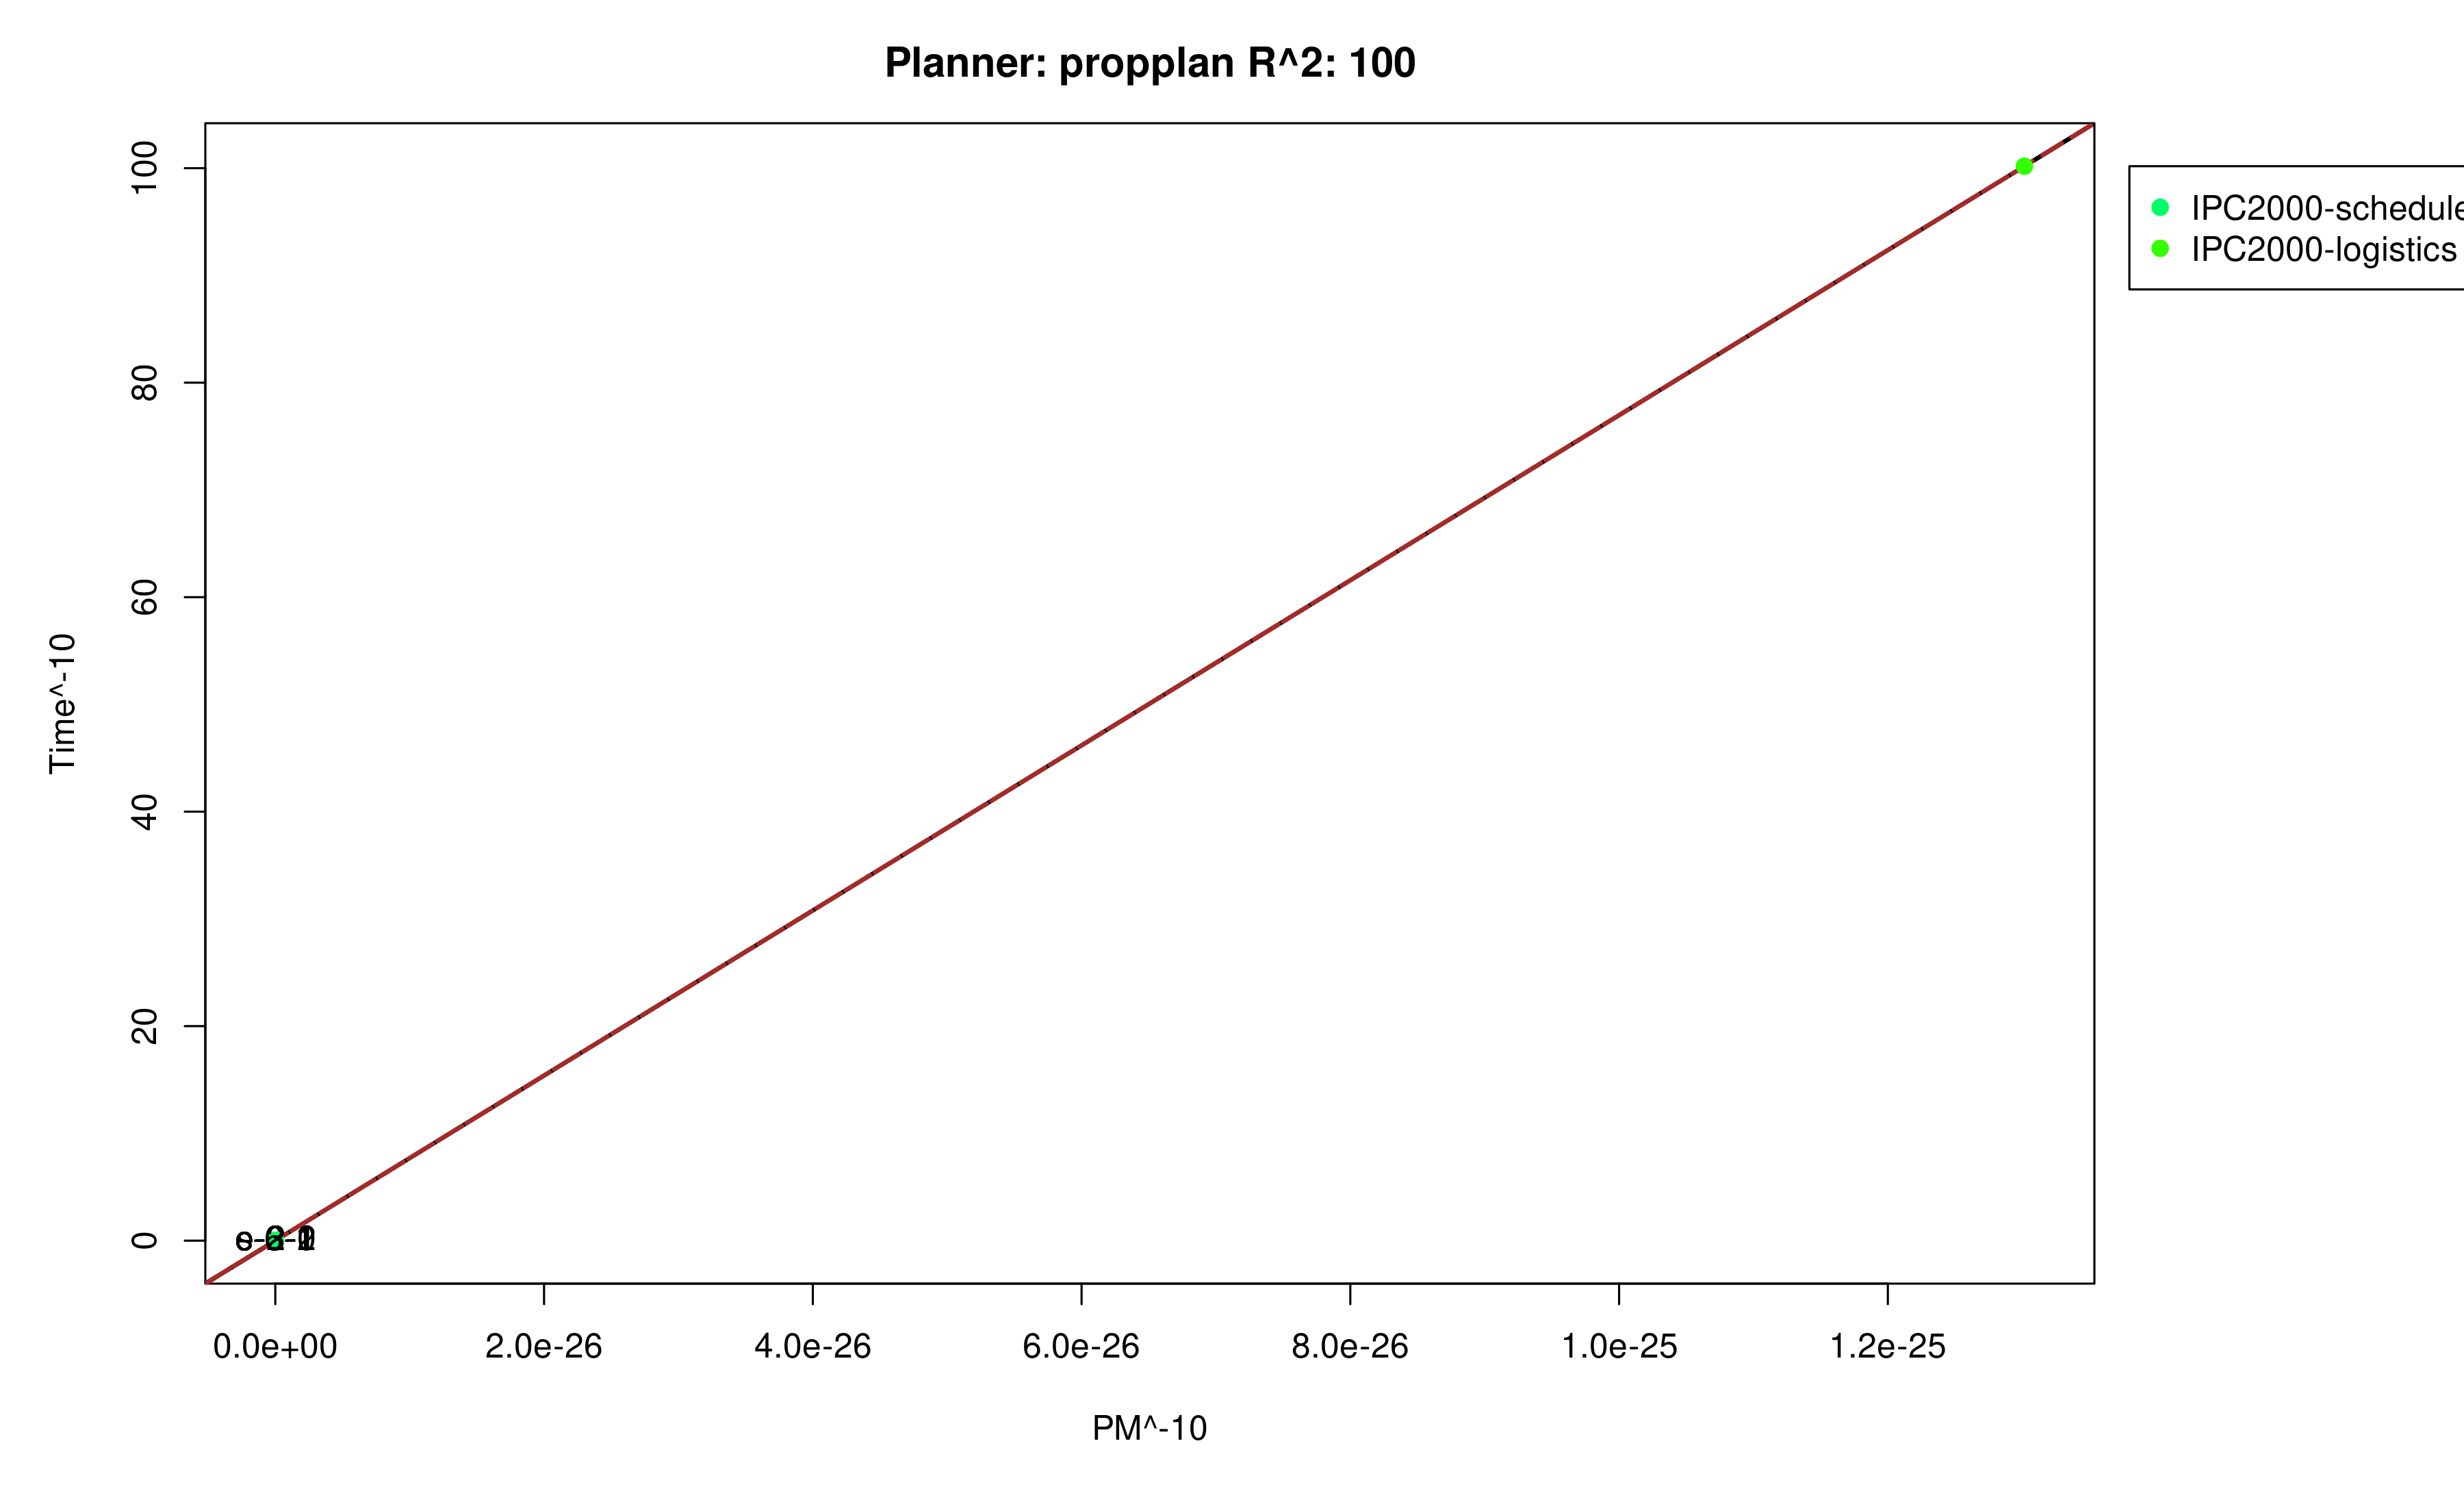 Planner: propplan R^2: 100
100
80
60
40
20
0
Time^-10
0.0e+00 2.0e-26 4.0e-26 6.0e-26 8.0e-26 1.0e-25 1.2e-25
PM^-10
IPC2000-schedule
IPC2000-logistics